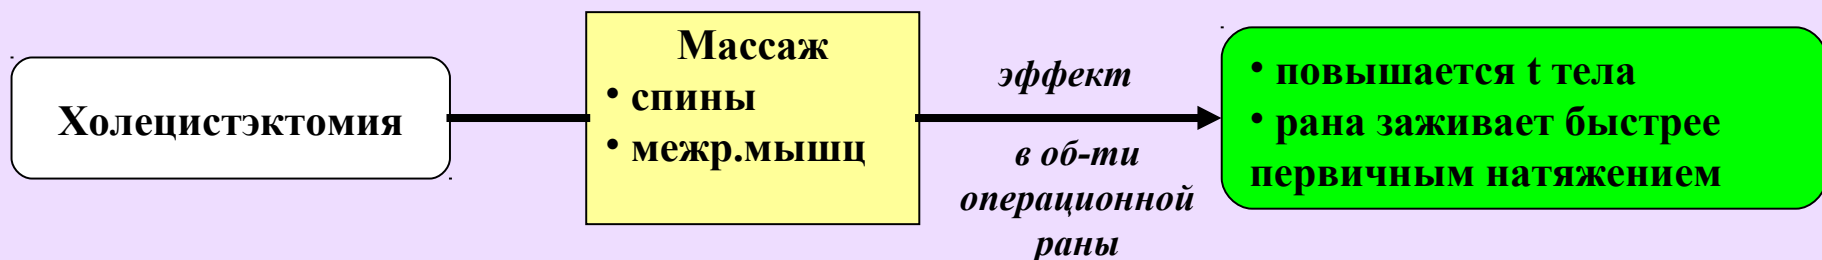 Холецистэктомия
Массаж
• спины
• межр.мышц
эффект
в об-ти
операционной
раны
• повышается t тела
• рана заживает быстрее
первичным натяжением